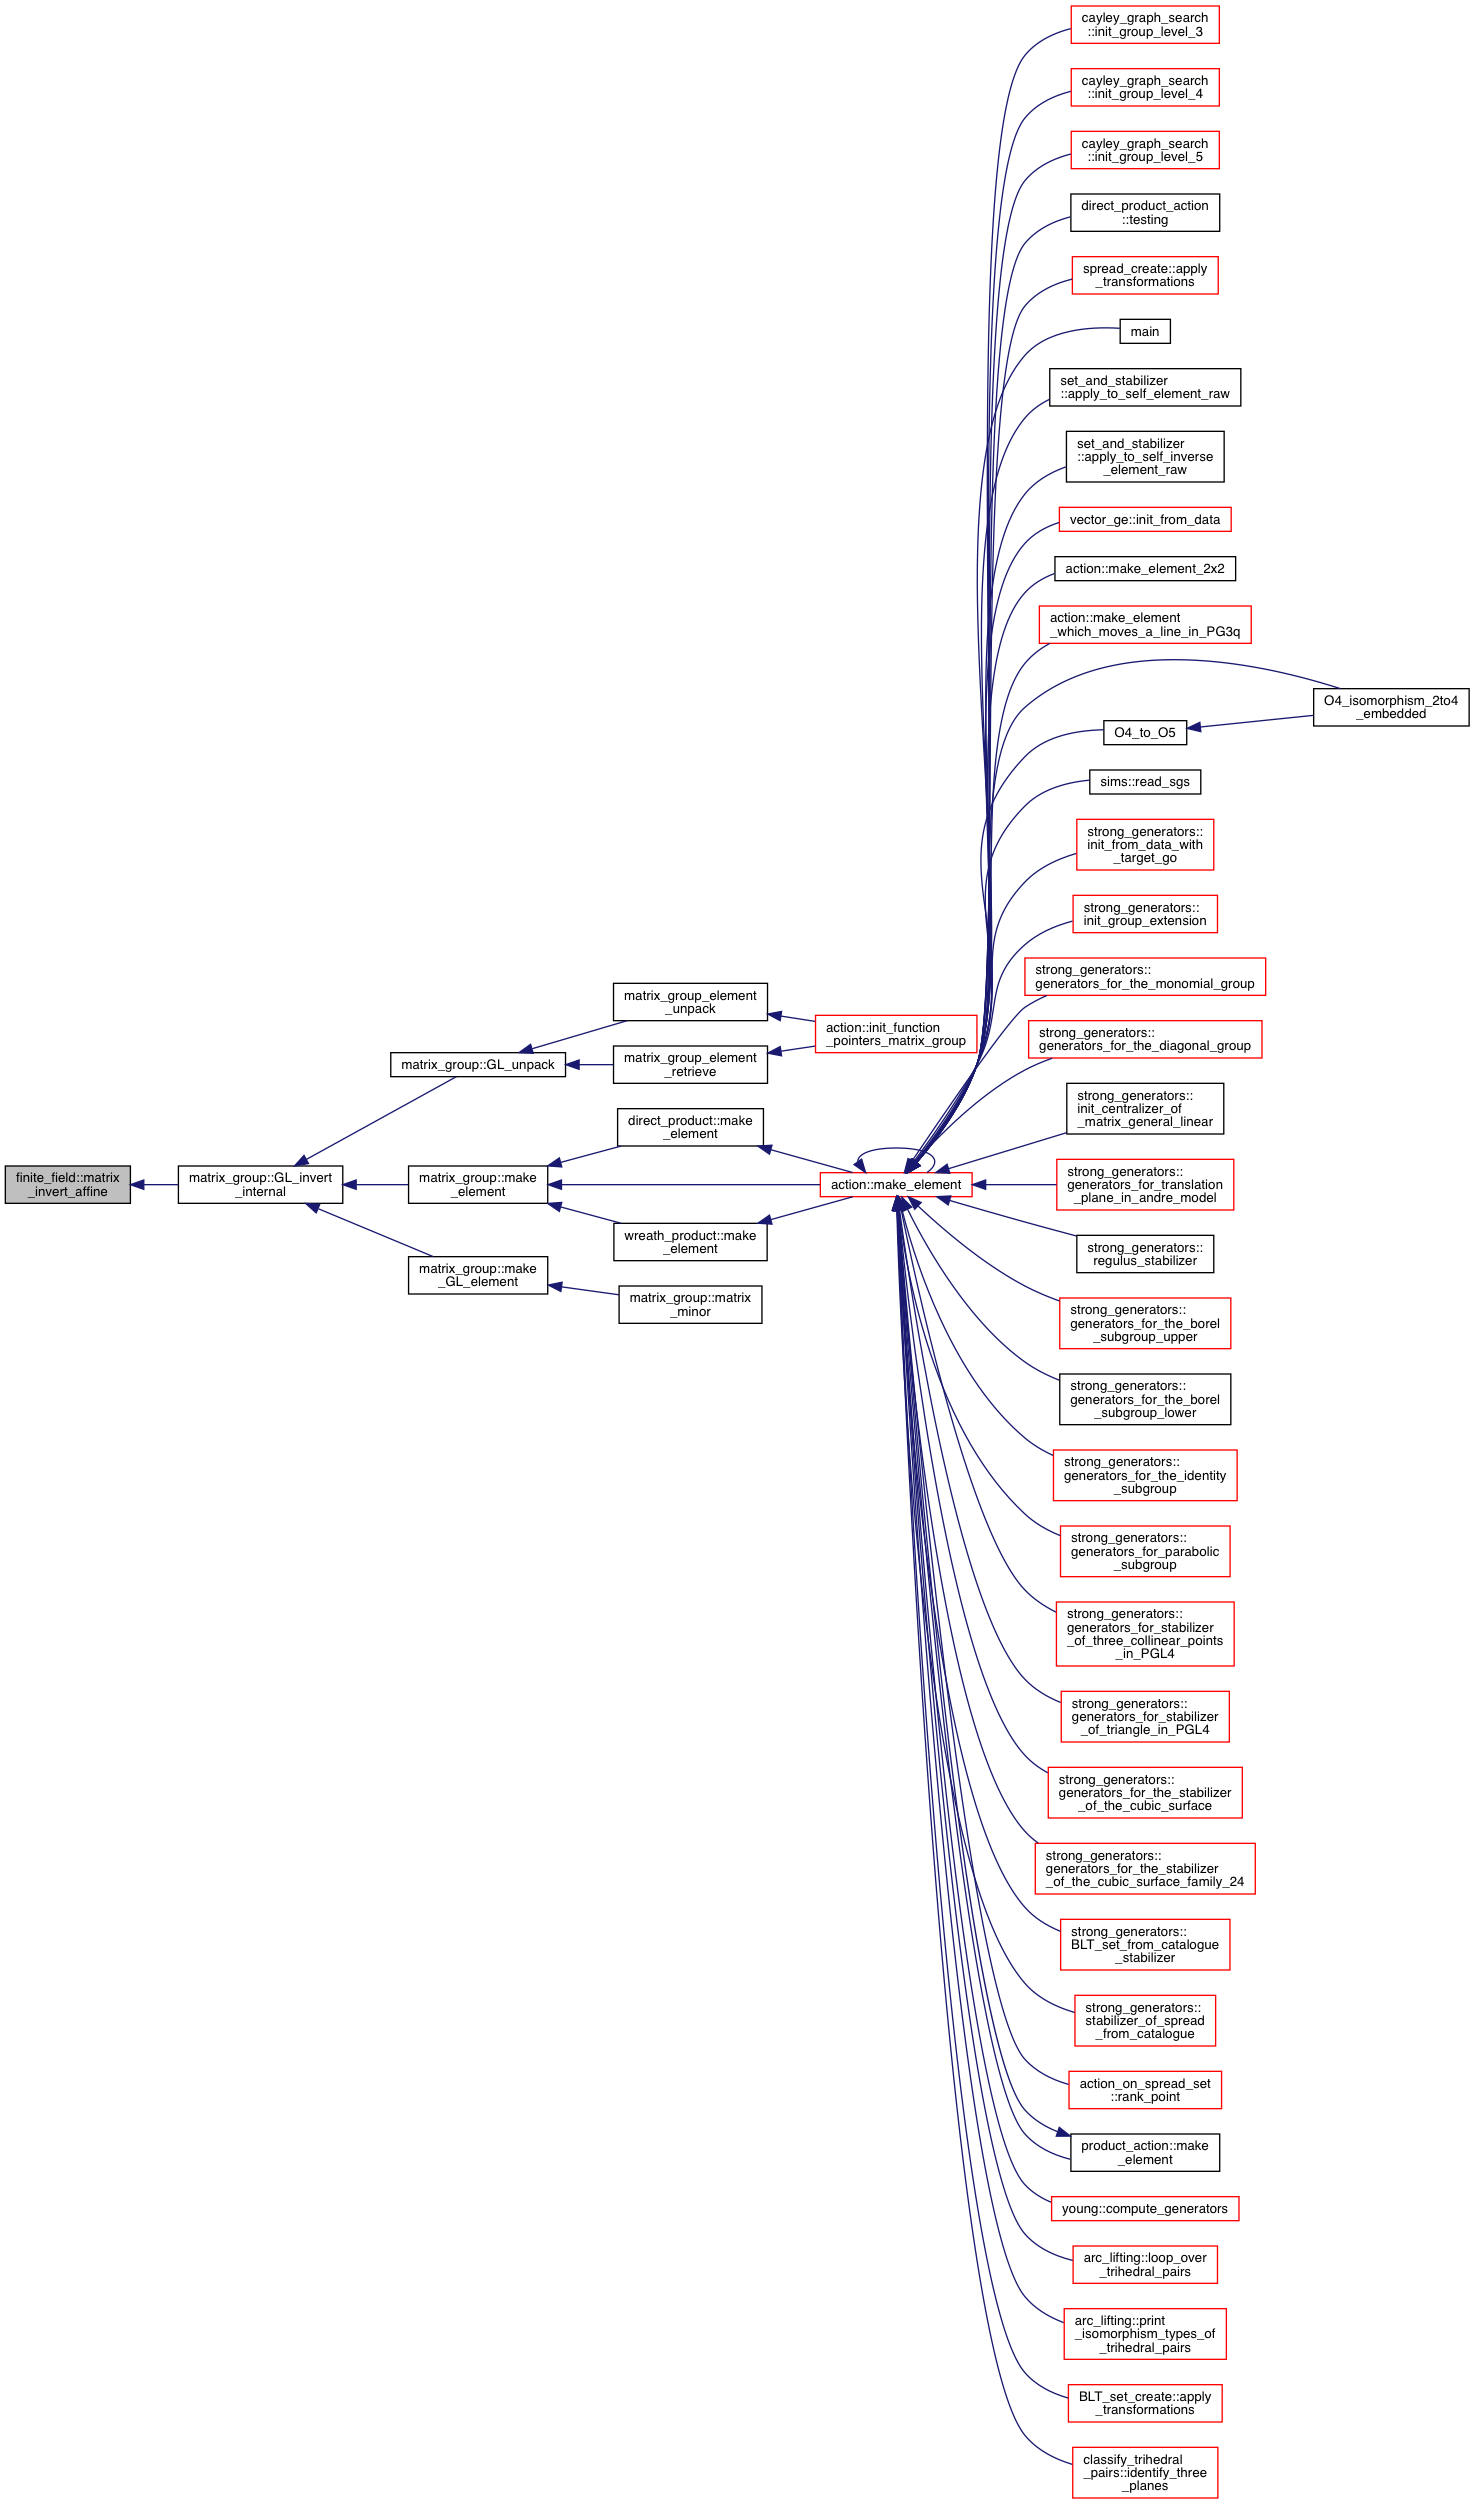 finite_field::matrix
_invert_affine
matrix_group::GL_invert
_internal
matrix_group::GL_unpack
matrix_group::make
_element
matrix_group::make
_GL_element
matrix_group_element
_unpack
matrix_group_element
_retrieve
direct_product::make
_element
wreath_product::make
_element
matrix_group::matrix
_minor
action::init_function
_pointers_matrix_group
action::make_element
cayley_graph_search
::init_group_level_3
cayley_graph_search
::init_group_level_4
cayley_graph_search
::init_group_level_5
direct_product_action
::testing
spread_create::apply
_transformations
main
set_and_stabilizer
::apply_to_self_element_raw
set_and_stabilizer
::apply_to_self_inverse
_element_raw
vector_ge::init_from_data
action::make_element_2x2
action::make_element
_which_moves_a_line_in_PG3q
O4_isomorphism_2to4
_embedded
O4_to_O5
sims::read_sgs
strong_generators::
init_from_data_with
_target_go
strong_generators::
init_group_extension
strong_generators::
generators_for_the_monomial_group
strong_generators::
generators_for_the_diagonal_group
strong_generators::
init_centralizer_of
_matrix_general_linear
strong_generators::
generators_for_translation
_plane_in_andre_model
strong_generators::
regulus_stabilizer
strong_generators::
generators_for_the_borel
_subgroup_upper
strong_generators::
generators_for_the_borel
_subgroup_lower
strong_generators::
generators_for_the_identity
_subgroup
strong_generators::
generators_for_parabolic
_subgroup
strong_generators::
generators_for_stabilizer
_of_three_collinear_points
_in_PGL4
strong_generators::
generators_for_stabilizer
_of_triangle_in_PGL4
strong_generators::
generators_for_the_stabilizer
_of_the_cubic_surface
strong_generators::
generators_for_the_stabilizer
_of_the_cubic_surface_family_24
strong_generators::
BLT_set_from_catalogue
_stabilizer
strong_generators::
stabilizer_of_spread
_from_catalogue
action_on_spread_set
::rank_point
product_action::make
_element
young::compute_generators
arc_lifting::loop_over
_trihedral_pairs
arc_lifting::print
_isomorphism_types_of
_trihedral_pairs
BLT_set_create::apply
_transformations
classify_trihedral
_pairs::identify_three
_planes